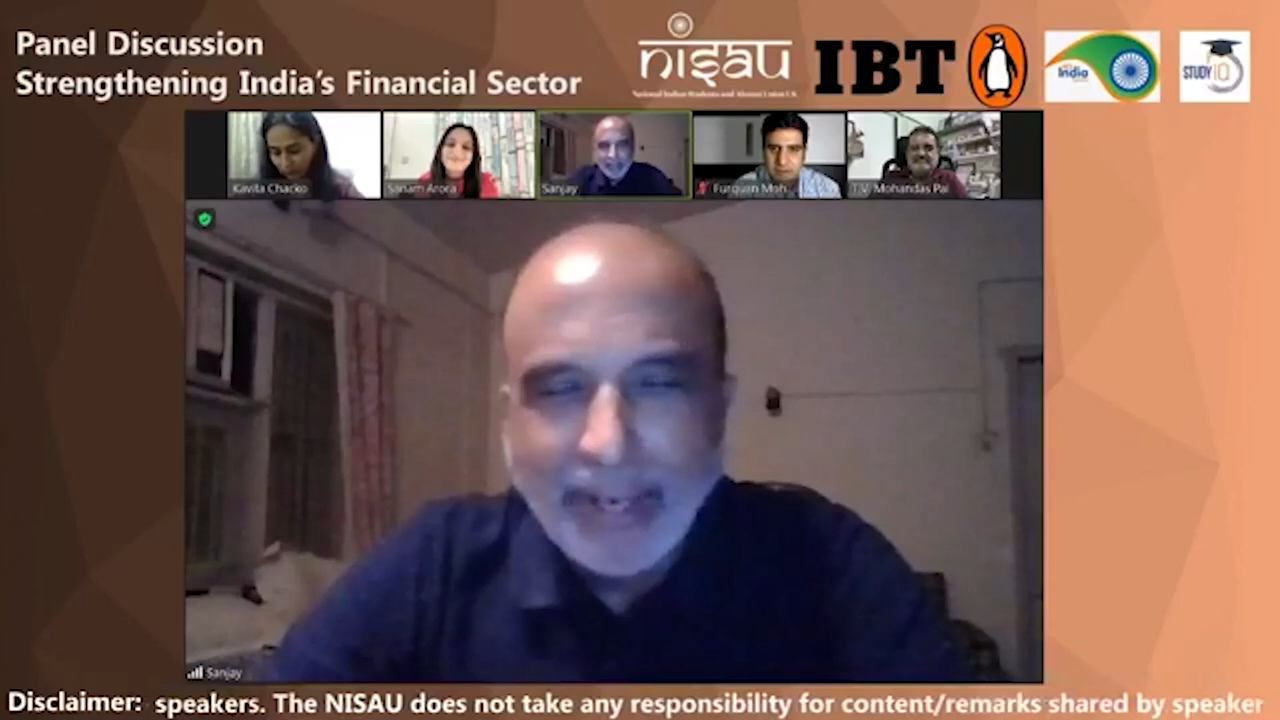 Panel Discussion
Strengthening India's Financial Sector
nisau
National Indian Students and Alumni Union UK
IBT
India
STUDY IQ
Kavita Chacko
Sanam Arora
Sanjay
Furquan Moh...
T.V. Mohandas Pai
Sanjay
Disclaimer: speakers. The NISAU does not take any responsibility for content/remarks shared by speaker